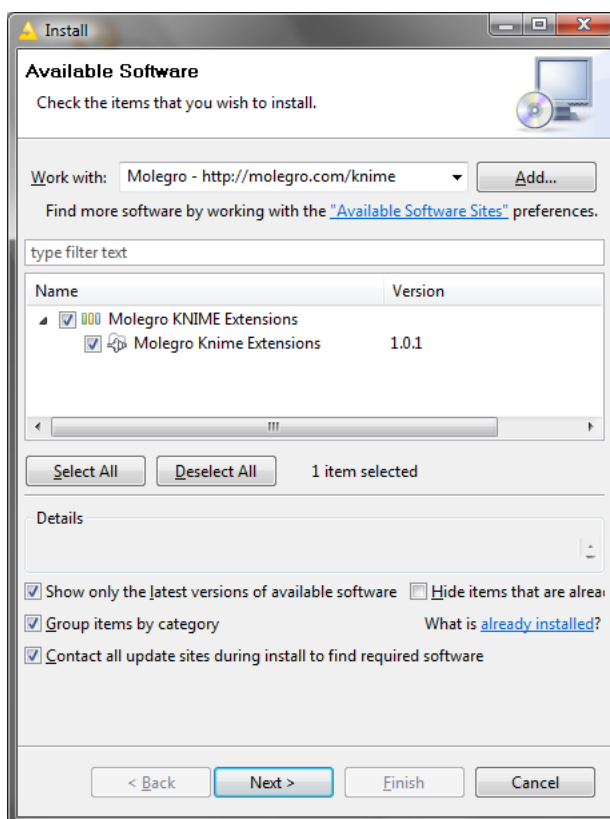 Install
Available Software
Check the items that you wish to install.
Work with: Molegro - http://molegro.com/knime Add...
Find more software by working with the "Available Software Sites" preferences.
type filter text
Name Version
Molegro KNIME Extensions
Molegro Knime Extensions 1.0.1
Select All Deselect All 1 item selected
Details
Show only the latest versions of available software Hide items that are
Group items by category What is already installed?
Contact all update sites during install to find required software
< Back Next > Finish Cancel